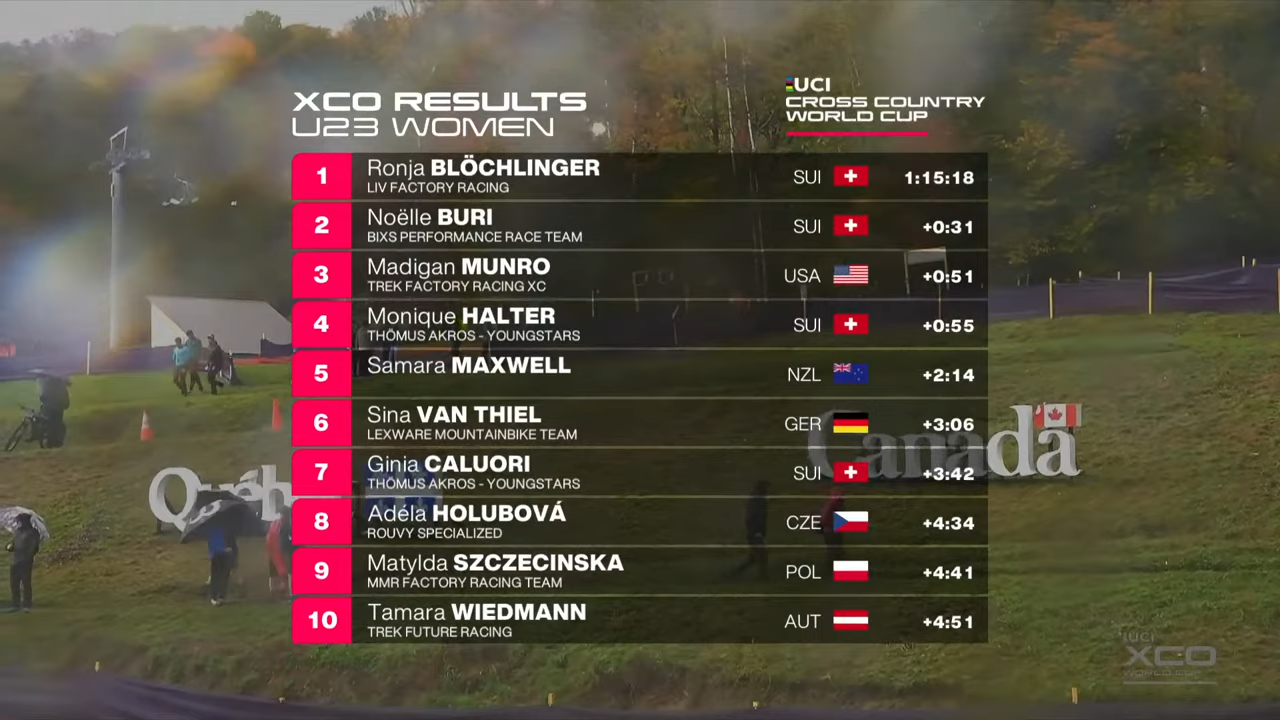 XCO RESULTS
U23 WOMEN
UCI
CROSS COUNTRY
WORLD CUP
1 Ronja BLÖCHLINGER SUI 1:15:18
LIV FACTORY RACING
2 Noëlle BURI SUI +0:31
BIXS PERFORMANCE RACE TEAM
3 Madigan MUNRO USA +0:51
TREK FACTORY RACING XC
4 Monique HALTER SUI +0:55
THÖMUS AKROS - YOUNGSTARS
5 Samara MAXWELL NZL +2:14
6 Sina VAN THIEL GER +3:06
LEXWARE MOUNTAINBIKE TEAM
7 Ginia CALUORI SUI +3:42
THÖMUS AKROS - YOUNGSTARS
8 Adéla HOLUBOVÁ CZE +4:34
ROUVY SPECIALIZED
9 Matylda SZCZECINSKA POL +4:41
MMR FACTORY RACING TEAM
10 Tamara WIEDMANN AUT +4:51
TREK FUTURE RACING
Canada
Québ
UCI
XCO
WORLD CUP